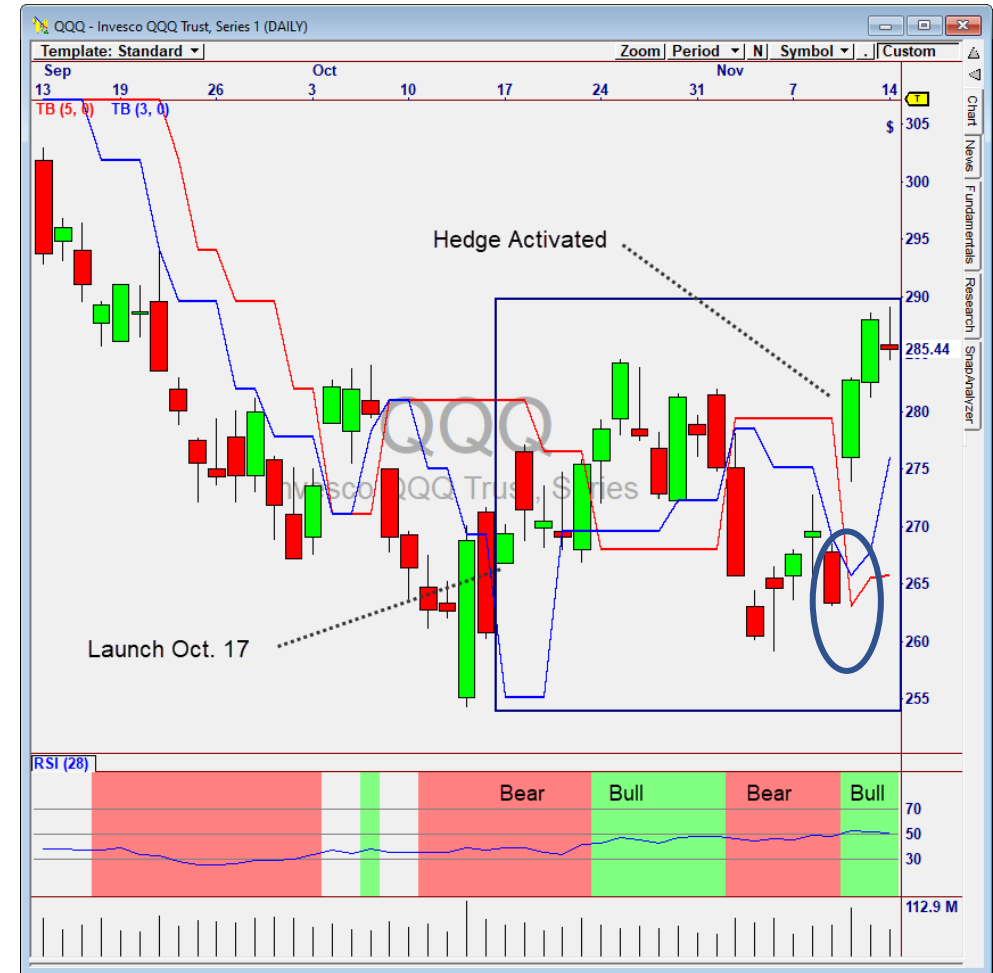 QQQ - Invesco QQQ Trust, Series 1 (DAILY)
Template: Standard Zoom Period N Symbol . Custom
Sep Oct Nov
13 19 26 3 10 17 24 31 7 14 T
TB (5, 0) TB (3, 0)
$ 305
300
295
290
285.44
280
275
270
265
260
255
Hedge Activated
QQQ
Invesco QQQ Trust, Series
Launch Oct. 17
RSI (28)
Bear Bull Bear Bull
70
50
30
112.9 M
Chart
News
Fundamentals
Research
SnapAnalyzer